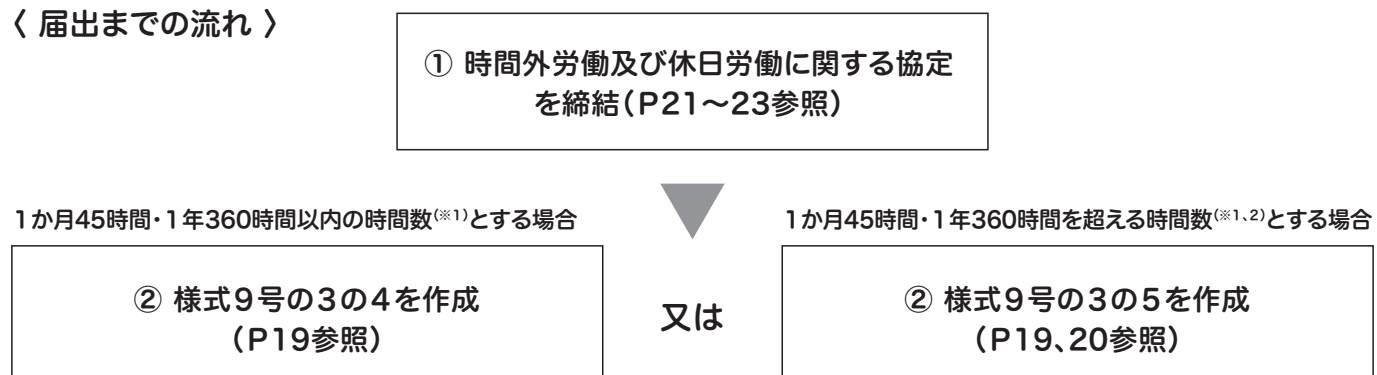 〈 届出までの流れ 〉
① 時間外労働及び休日労働に関する協定
を締結（P21～23参照）
1か月45時間・1年360時間以内の時間数(※1)とする場合
② 様式9号の3の4を作成
（P19参照）
又は
1か月45時間・1年360時間を超える時間数(※1、2)とする場合
② 様式9号の3の5を作成
（P19、20参照）